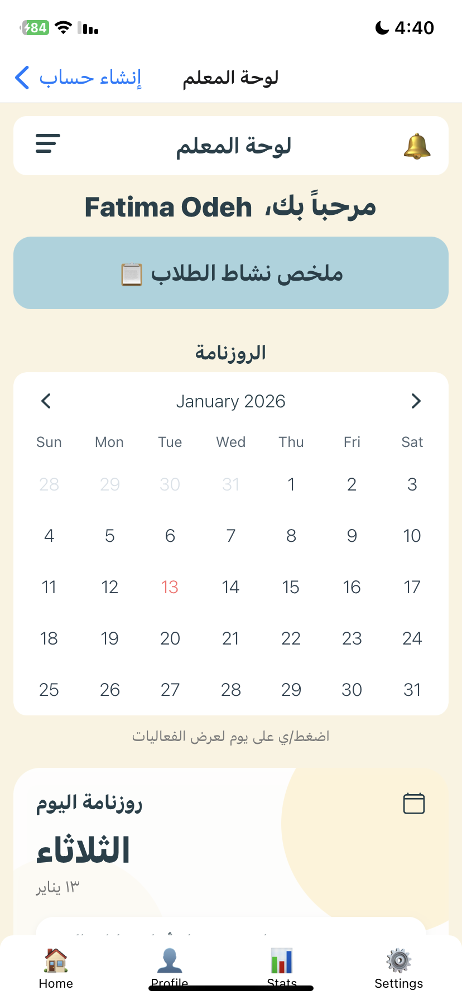 84 4:40
إنشاء حساب
لوحة المعلم
لوحة المعلم
مرحباً بك، Fatima Odeh
ملخص نشاط الطلاب
الروزنامة
January 2026
Sun Mon Tue Wed Thu Fri Sat
28 29 30 31 1 2 3
4 5 6 7 8 9 10
11 12 13 14 15 16 17
18 19 20 21 22 23 24
25 26 27 28 29 30 31
اضغط/ي على يوم لعرض الفعاليات
روزنامة اليوم
الثلاثاء
١٣ يناير
Home Profile Stats Settings